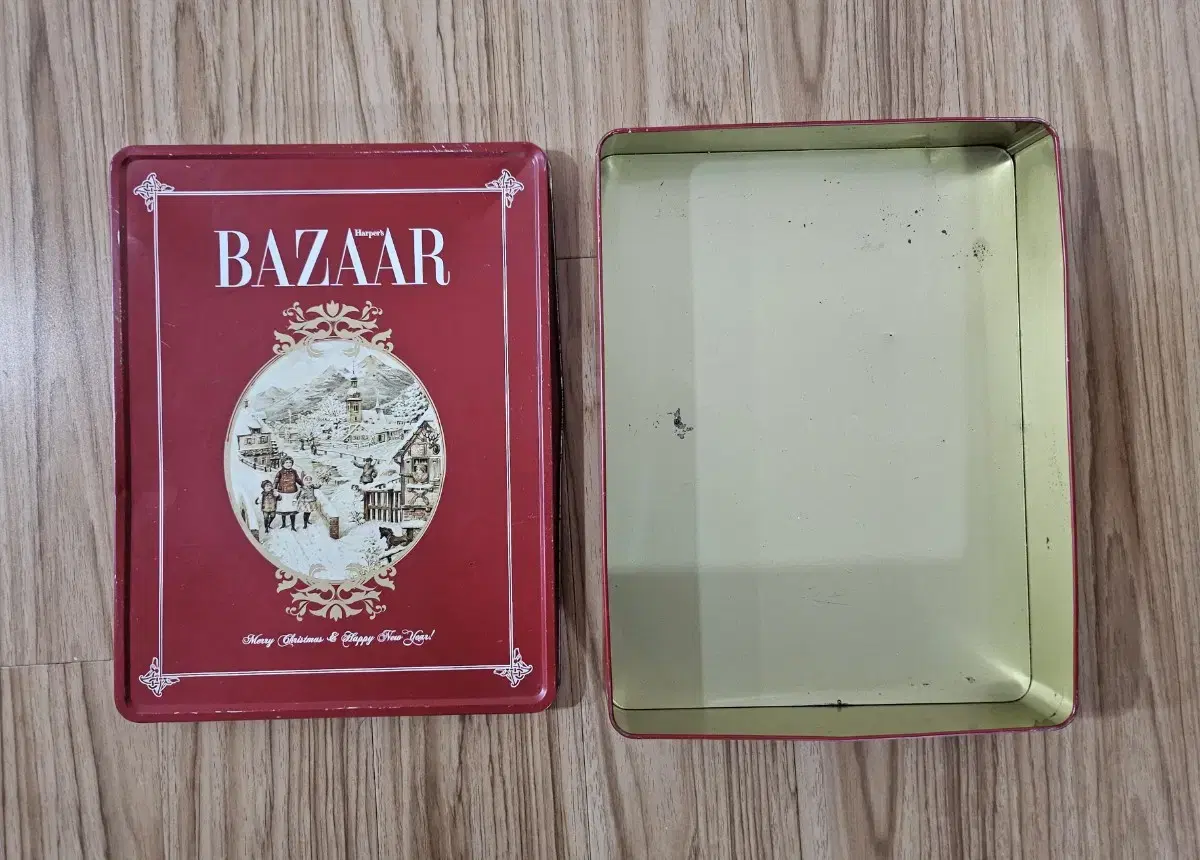 Harper's
BAZAAR
Merry Christmas & Happy New Year!